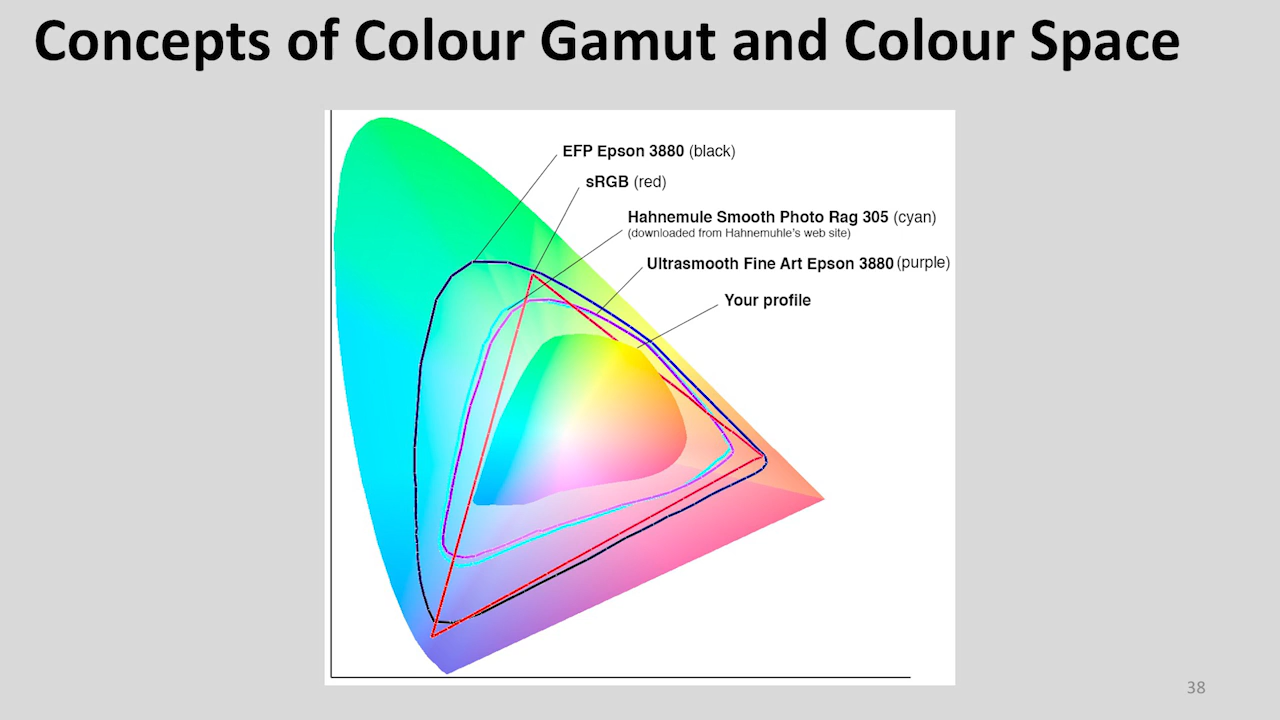 Concepts of Colour Gamut and Colour Space
EFP Epson 3880 (black)
sRGB (red)
Hahnemule Smooth Photo Rag 305 (cyan)
(downloaded from Hahnemuhle's web site)
Ultrasmooth Fine Art Epson 3880 (purple)
Your profile
38